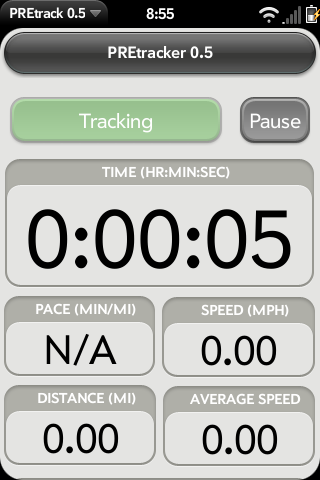 PREtrack 0.5 8:55
PREtracker 0.5
Tracking Pause
TIME (HR:MIN:SEC)
0:00:05
PACE (MIN/MI) SPEED (MPH)
N/A 0.00
DISTANCE (MI) AVERAGE SPEED
0.00 0.00